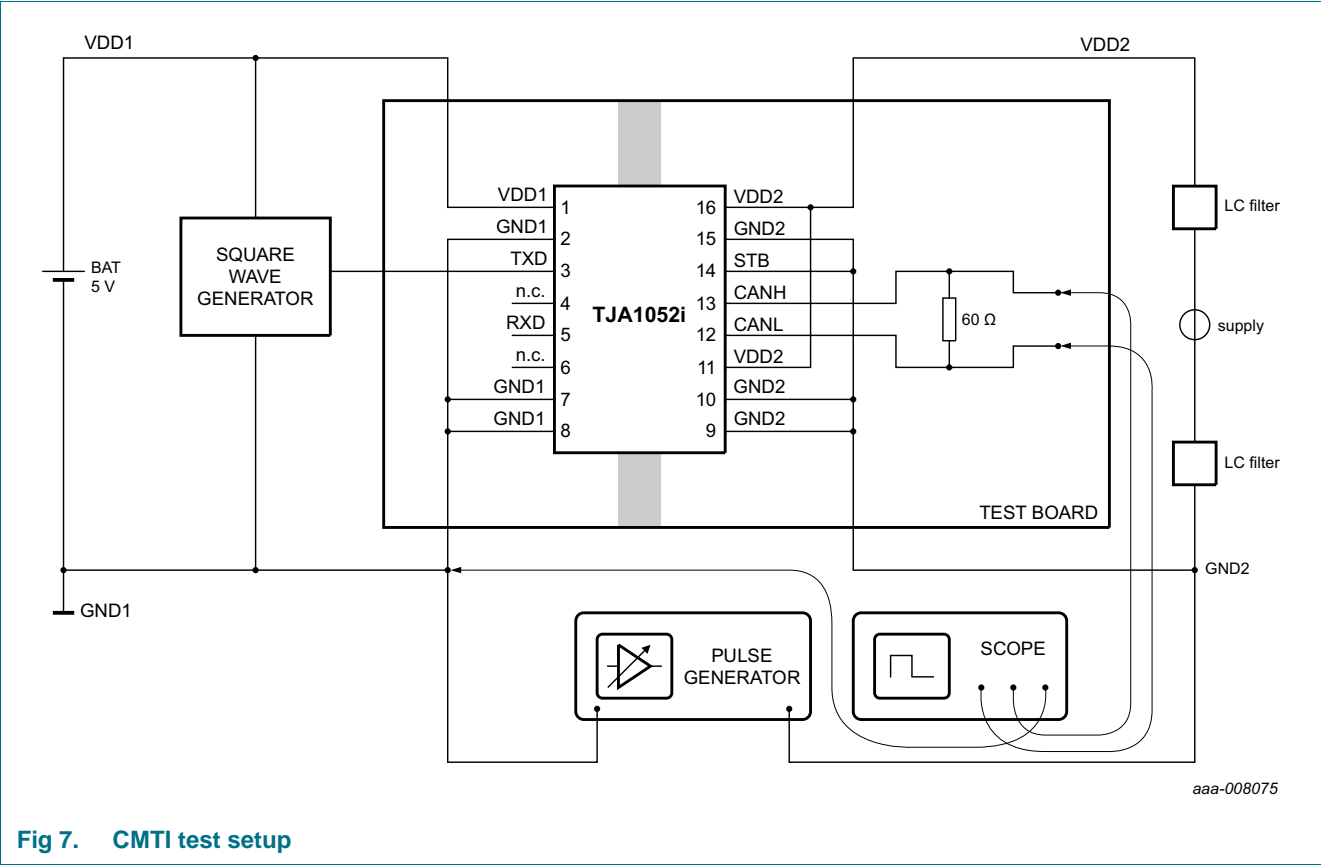 VDD1
VDD2
BAT
5 V
SQUARE
WAVE
GENERATOR
VDD1
GND1
TXD
n.c.
RXD
n.c.
GND1
GND1
1
2
3
4
5
6
7
8
TJA1052i
16
15
14
13
12
11
10
9
VDD2
GND2
STB
CANH
CANL
VDD2
GND2
GND2
60 Ω
LC filter
supply
LC filter
TEST BOARD
GND2
GND1
PULSE
GENERATOR
SCOPE
aaa-008075
Fig 7. CMTI test setup